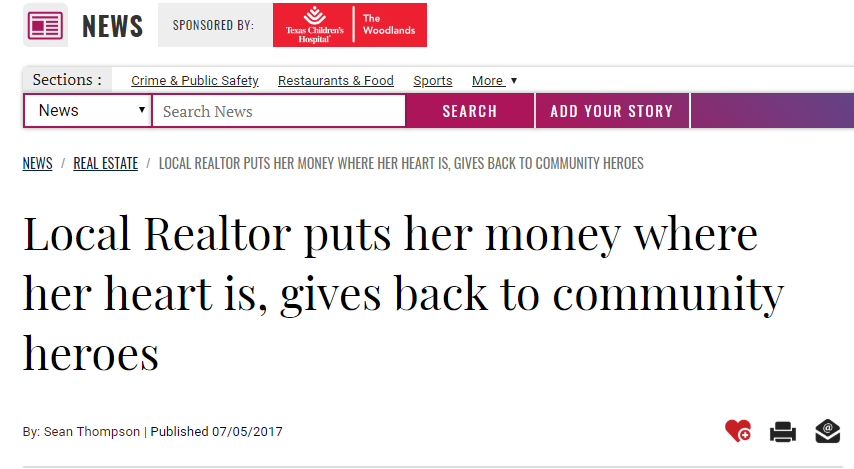 NEWS
SPONSORED BY:
Texas Children's
Hospital
The
Woodlands
Sections :
Crime & Public Safety
Restaurants & Food
Sports
More
News
Search News
SEARCH
ADD YOUR STORY
NEWS / REAL ESTATE / LOCAL REALTOR PUTS HER MONEY WHERE HER HEART IS, GIVES BACK TO COMMUNITY HEROES
Local Realtor puts her money where
her heart is, gives back to community
heroes
By: Sean Thompson | Published 07/05/2017